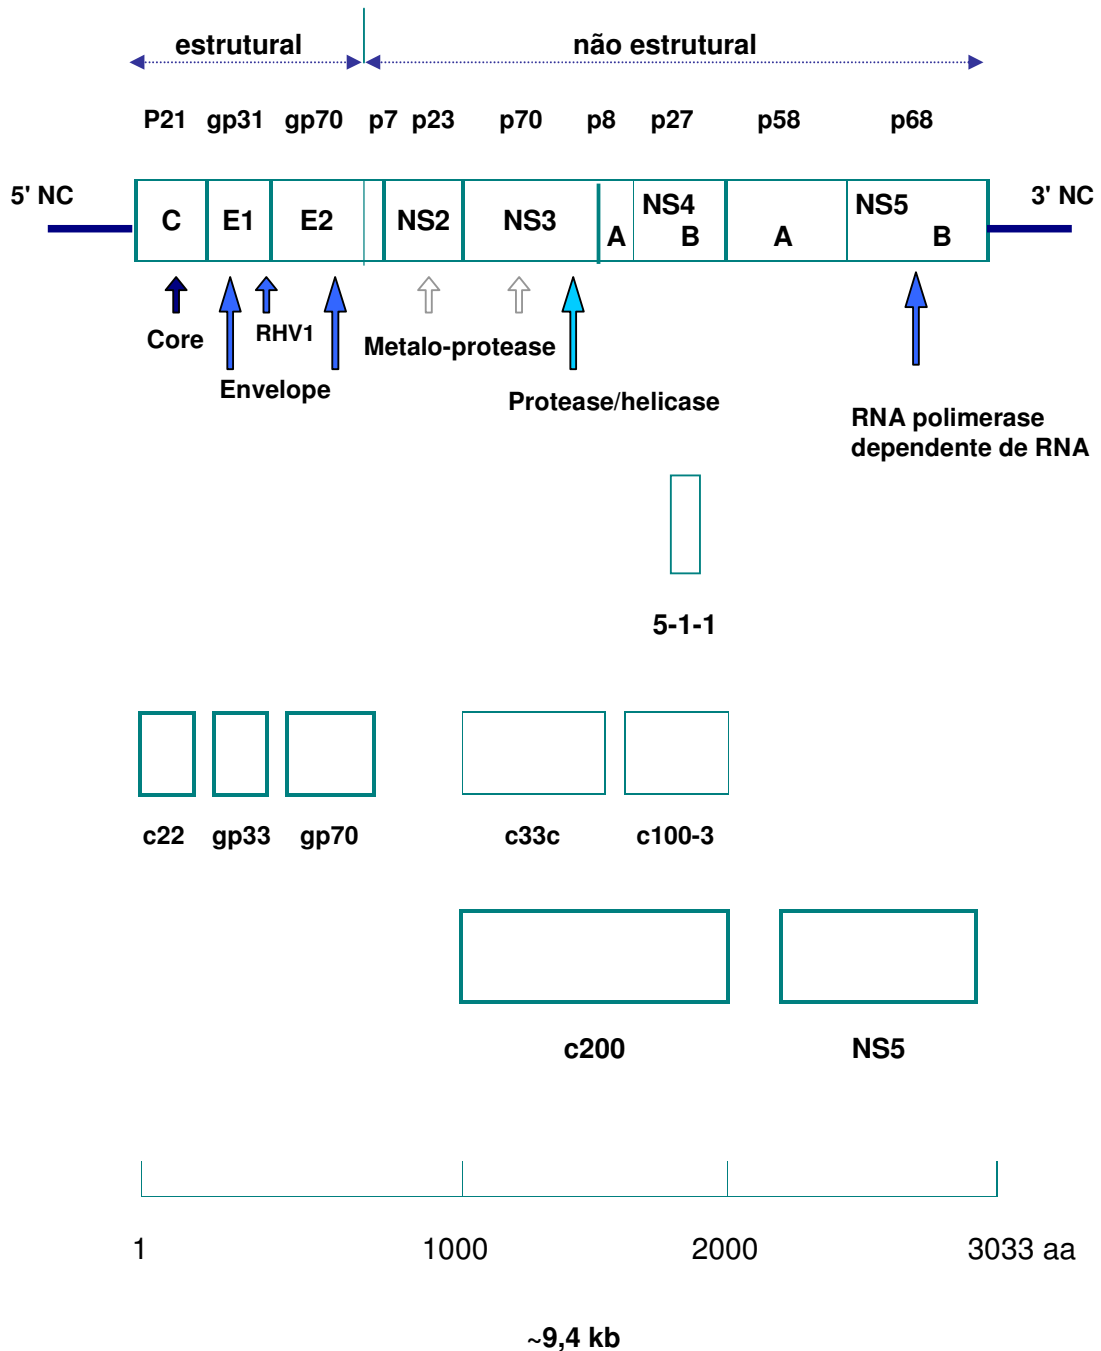 estrutural não estrutural
P21 gp31 gp70 p7 p23 p70 p8 p27 p58 p68
5' NC 3' NC
C E1 E2 NS2 NS3 A NS4 B A NS5 B
Core RHV1 Metalo-protease
Envelope
Protease/helicase
RNA polimerase
dependente de RNA
5-1-1
c22 gp33 gp70 c33c c100-3
c200 NS5
1 1000 2000 3033 aa
~9,4 kb